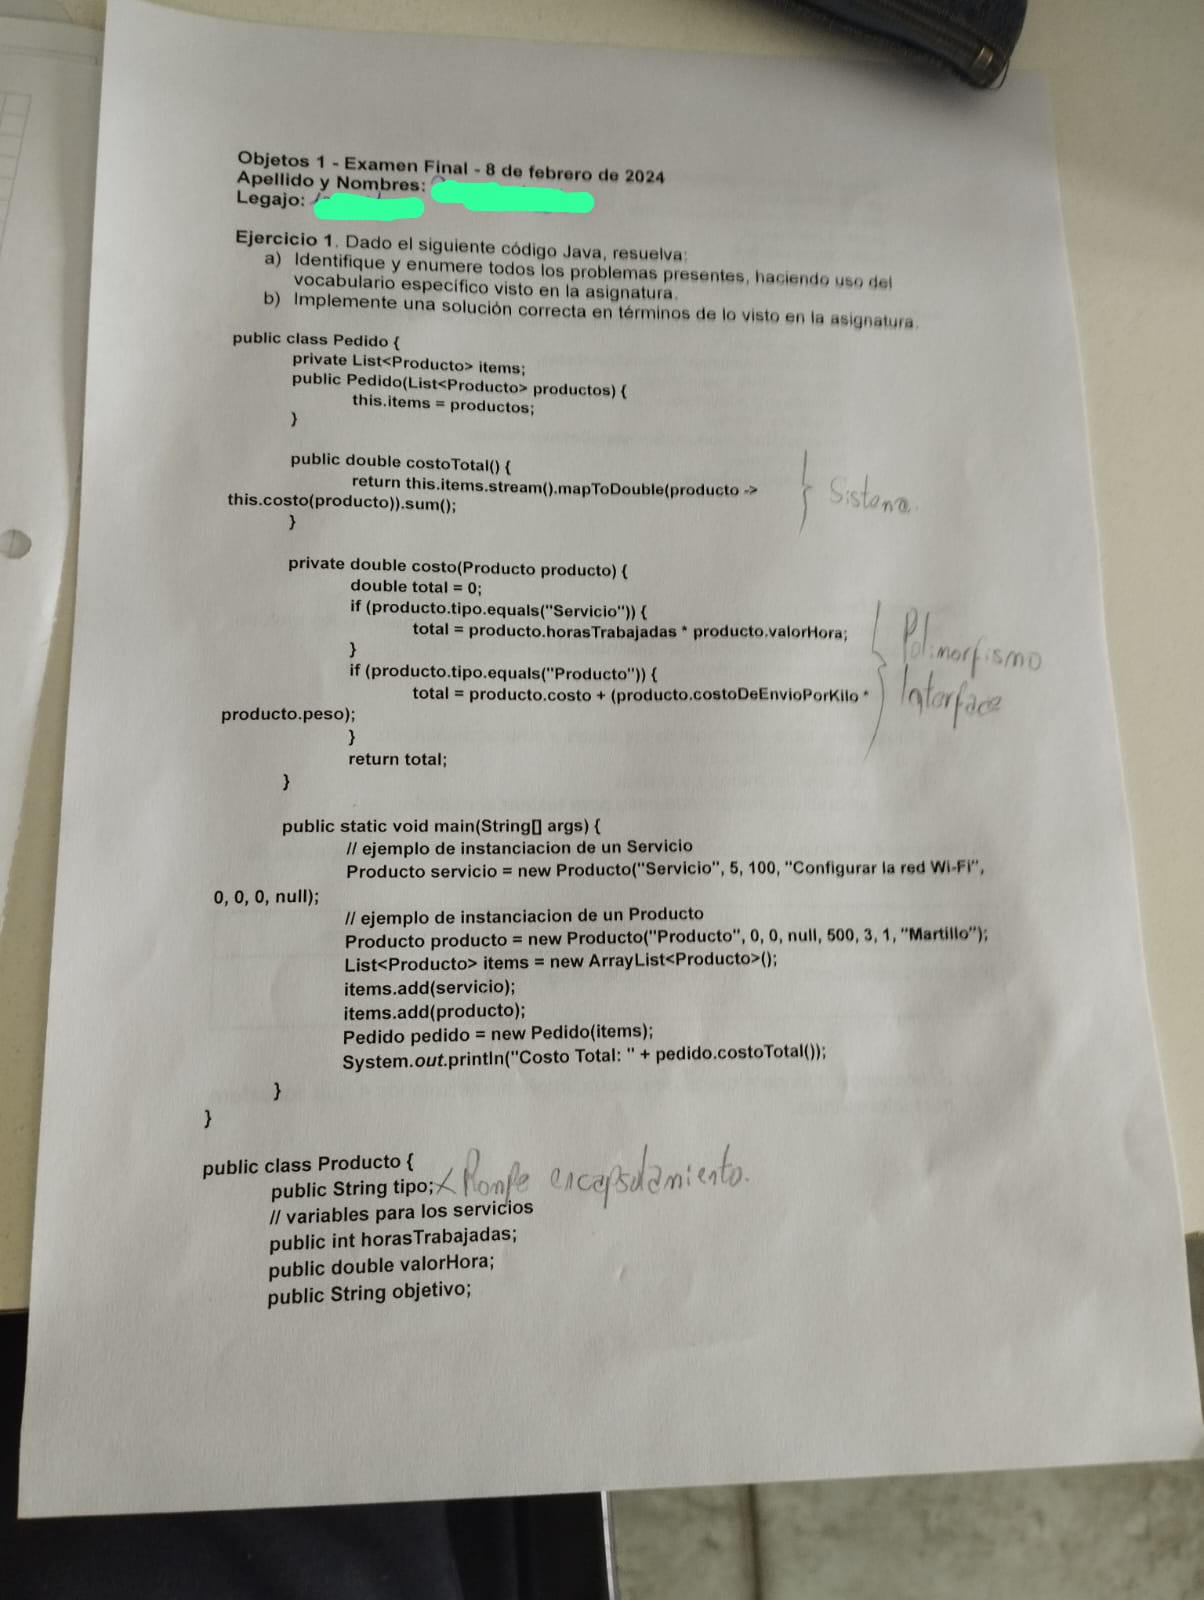 Objetos 1 - Examen Final - 8 de febrero de 2024
Apellido y Nombres:
Legajo:
Ejercicio 1. Dado el siguiente código Java, resuelva:
a) Identifique y enumere todos los problemas presentes, haciendo uso del
vocabulario específico visto en la asignatura.
b) Implemente una solución correcta en términos de lo visto en la asignatura.
public class Pedido {
private List<Producto> items;
public Pedido(List<Producto> productos) {
this.items = productos;
}
public double costoTotal() {
return this.items.stream().mapToDouble(producto ->
this.costo(producto)).sum();
}
} Sistema.
private double costo(Producto producto) {
double total = 0;
if (producto.tipo.equals("Servicio")) {
total = producto.horasTrabajadas * producto.valorHora;
}
if (producto.tipo.equals("Producto")) {
total = producto.costo + (producto.costoDeEnvioPorKilo *
producto.peso);
}
return total;
}
Polimorfismo
Interface
public static void main(String[] args) {
// ejemplo de instanciacion de un Servicio
Producto servicio = new Producto("Servicio", 5, 100, "Configurar la red Wi-Fi",
0, 0, 0, null);
// ejemplo de instanciacion de un Producto
Producto producto = new Producto("Producto", 0, 0, null, 500, 3, 1, "Martillo");
List<Producto> items = new ArrayList<Producto>();
items.add(servicio);
items.add(producto);
Pedido pedido = new Pedido(items);
System.out.println("Costo Total: " + pedido.costoTotal());
}
}
public class Producto {
public String tipo; Rompe encapsulamiento.
// variables para los servicios
public int horasTrabajadas;
public double valorHora;
public String objetivo;